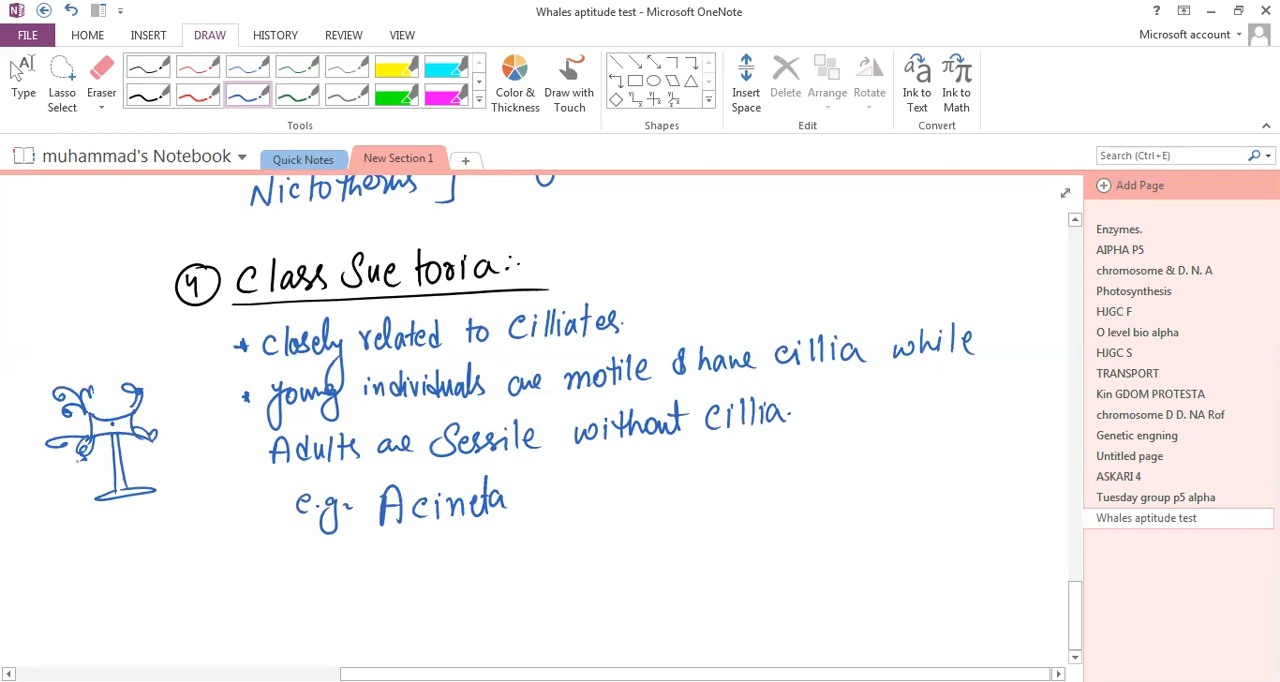 Whales aptitude test - Microsoft OneNote
FILE HOME INSERT DRAW HISTORY REVIEW VIEW
Microsoft account
Type
Lasso Select
Eraser
Color & Thickness
Draw with Touch
Insert Space
Delete
Arrange
Rotate
Ink to Text
Ink to Math
Tools
Shapes
Edit
Convert
muhammad's Notebook
Quick Notes
New Section 1
Search (Ctrl+E)
Nictotherus ]
4 Class Suctoria:-
* closely related to cilliates.
* young individuals are motile & have cillia while
Adults are Sessile without cillia.
e.g. Acineta
Add Page
Enzymes.
AIPHA P5
chromosome & D. N. A
Photosynthesis
HJGC F
O level bio alpha
HJGC S
TRANSPORT
Kin GDOM PROTESTA
chromosome D D. NA Rof
Genetic engning
Untitled page
ASKARI 4
Tuesday group p5 alpha
Whales aptitude test